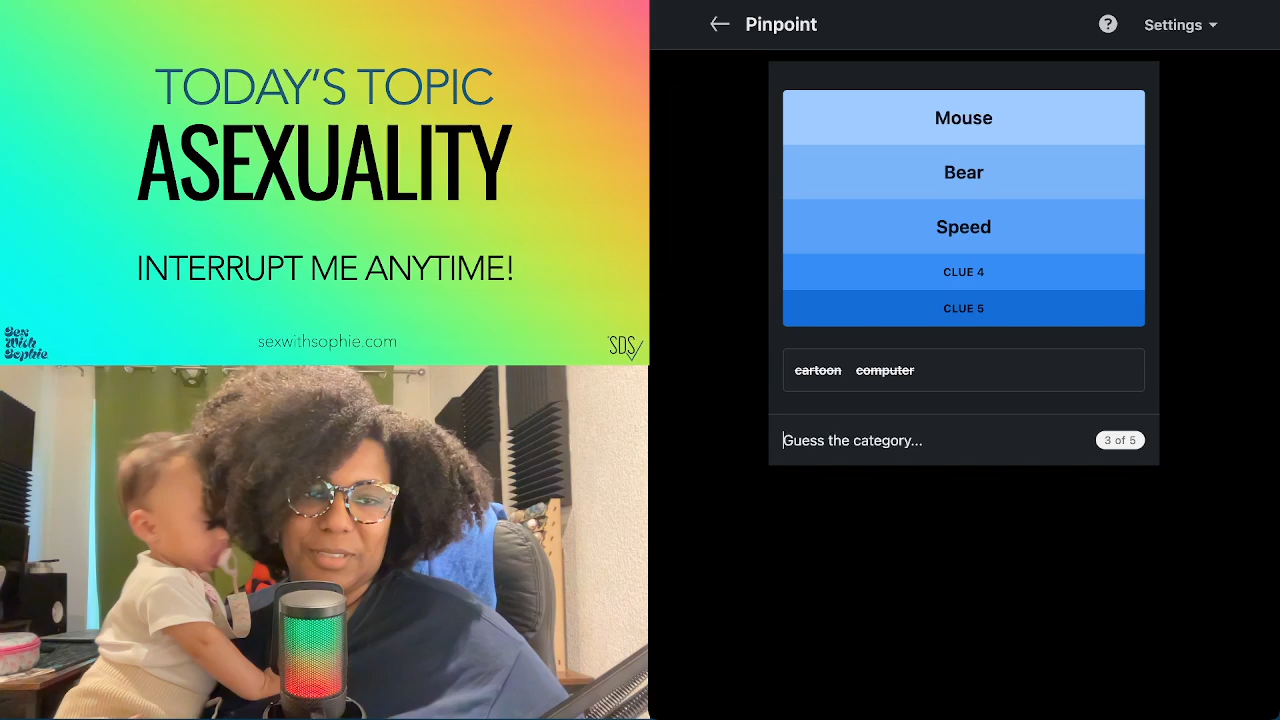 TODAY'S TOPIC
ASEXUALITY
INTERRUPT ME ANYTIME!
Sex
With
Sophie
sexwithsophie.com
SDS
Pinpoint
?
Settings
Mouse
Bear
Speed
CLUE 4
CLUE 5
cartoon computer
Guess the category...
3 of 5